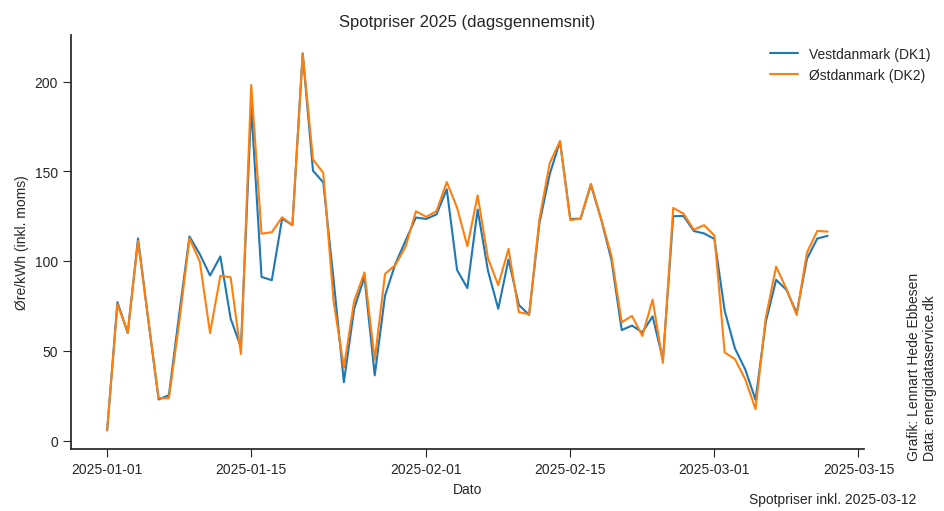 Spotpriser 2025 (dagsgennemsnit)
Vestdanmark (DK1)
Østdanmark (DK2)
Øre/kWh (inkl. moms)
200
150
100
50
0
2025-01-01
2025-01-15
2025-02-01
2025-02-15
2025-03-01
2025-03-15
Dato
Grafik: Lennart Hede Ebbesen
Data: energidataservice.dk
Spotpriser inkl. 2025-03-12